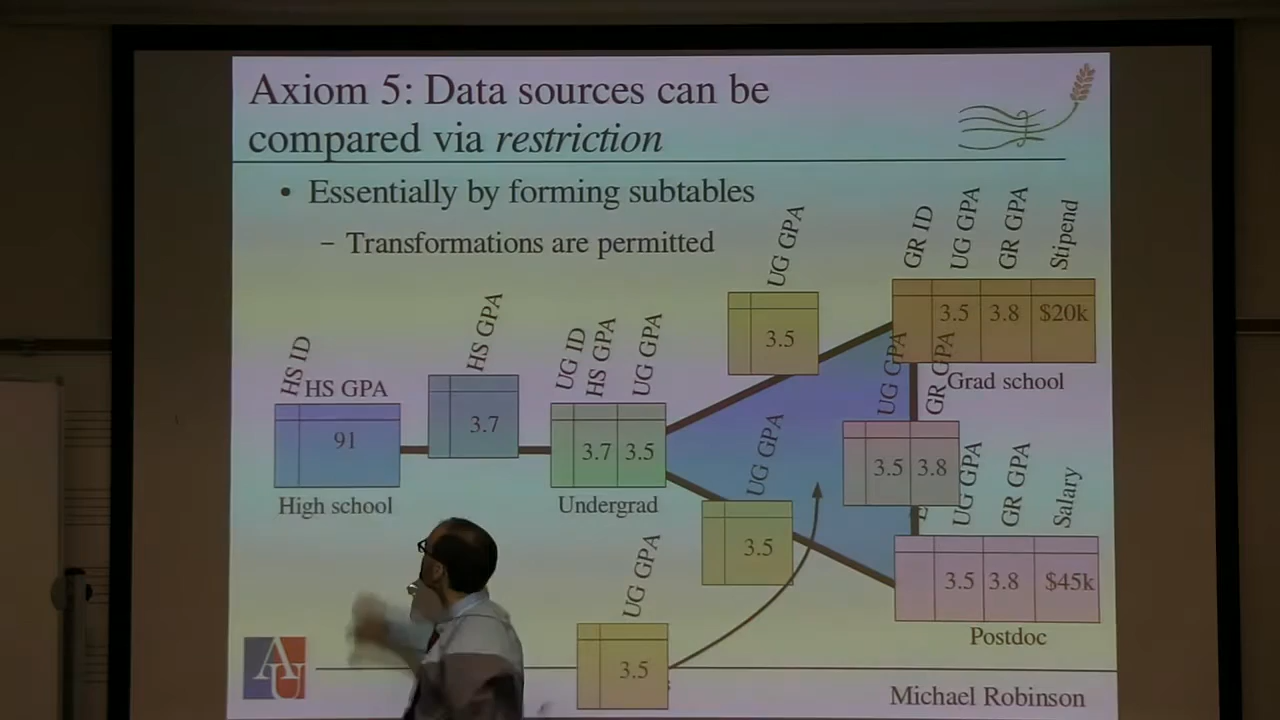 Axiom 5: Data sources can be
compared via restriction
• Essentially by forming subtables
– Transformations are permitted
UG GPA
GR ID
UG GPA
GR GPA
Stipend
3.5
3.5 3.8 $20k
Grad school
HS ID
HS GPA
91
High school
HS GPA
3.7
UG ID
HS GPA
UG GPA
3.7 3.5
Undergrad
UG GPA
GR GPA
3.5 3.8
UG GPA
3.5
UG GPA
GR GPA
Salary
3.5 3.8 $45k
Postdoc
UG GPA
3.5
AU
Michael Robinson